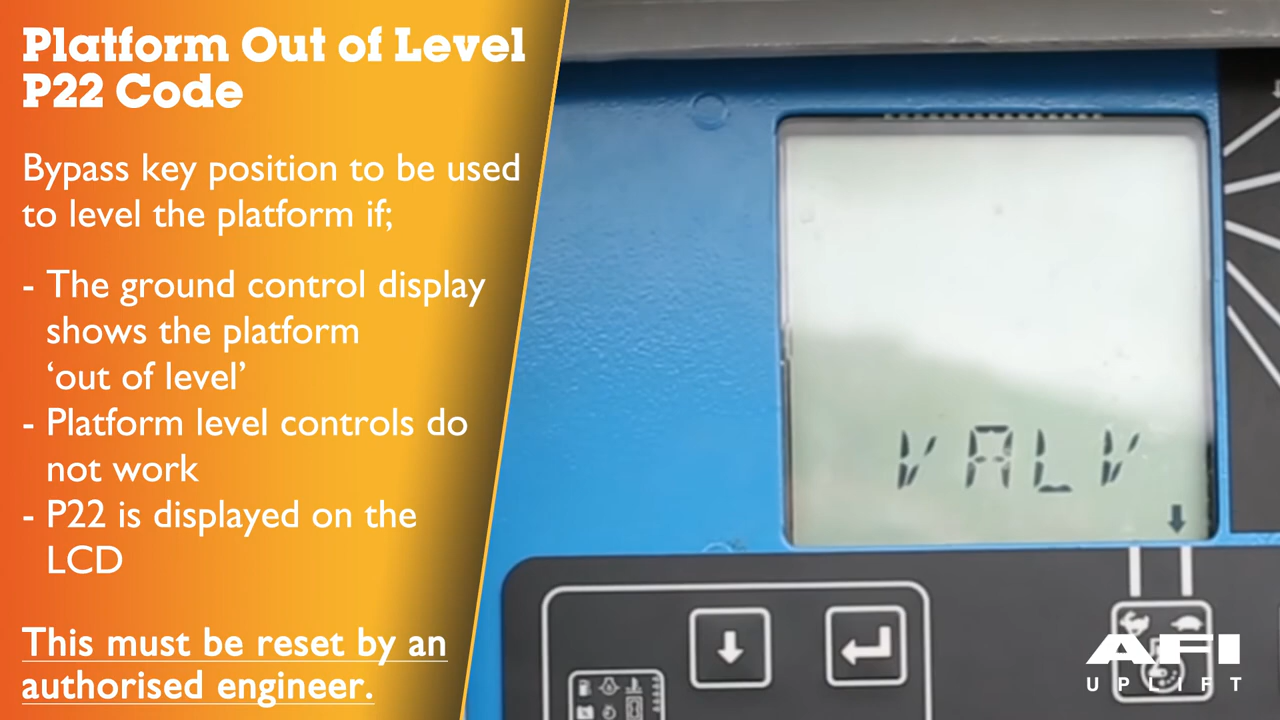 Platform Out of Level
P22 Code
Bypass key position to be used
to level the platform if;
- The ground control display
shows the platform
‘out of level’
- Platform level controls do
not work
- P22 is displayed on the
LCD
This must be reset by an
authorised engineer.
VALV
AFI
UPLIFT